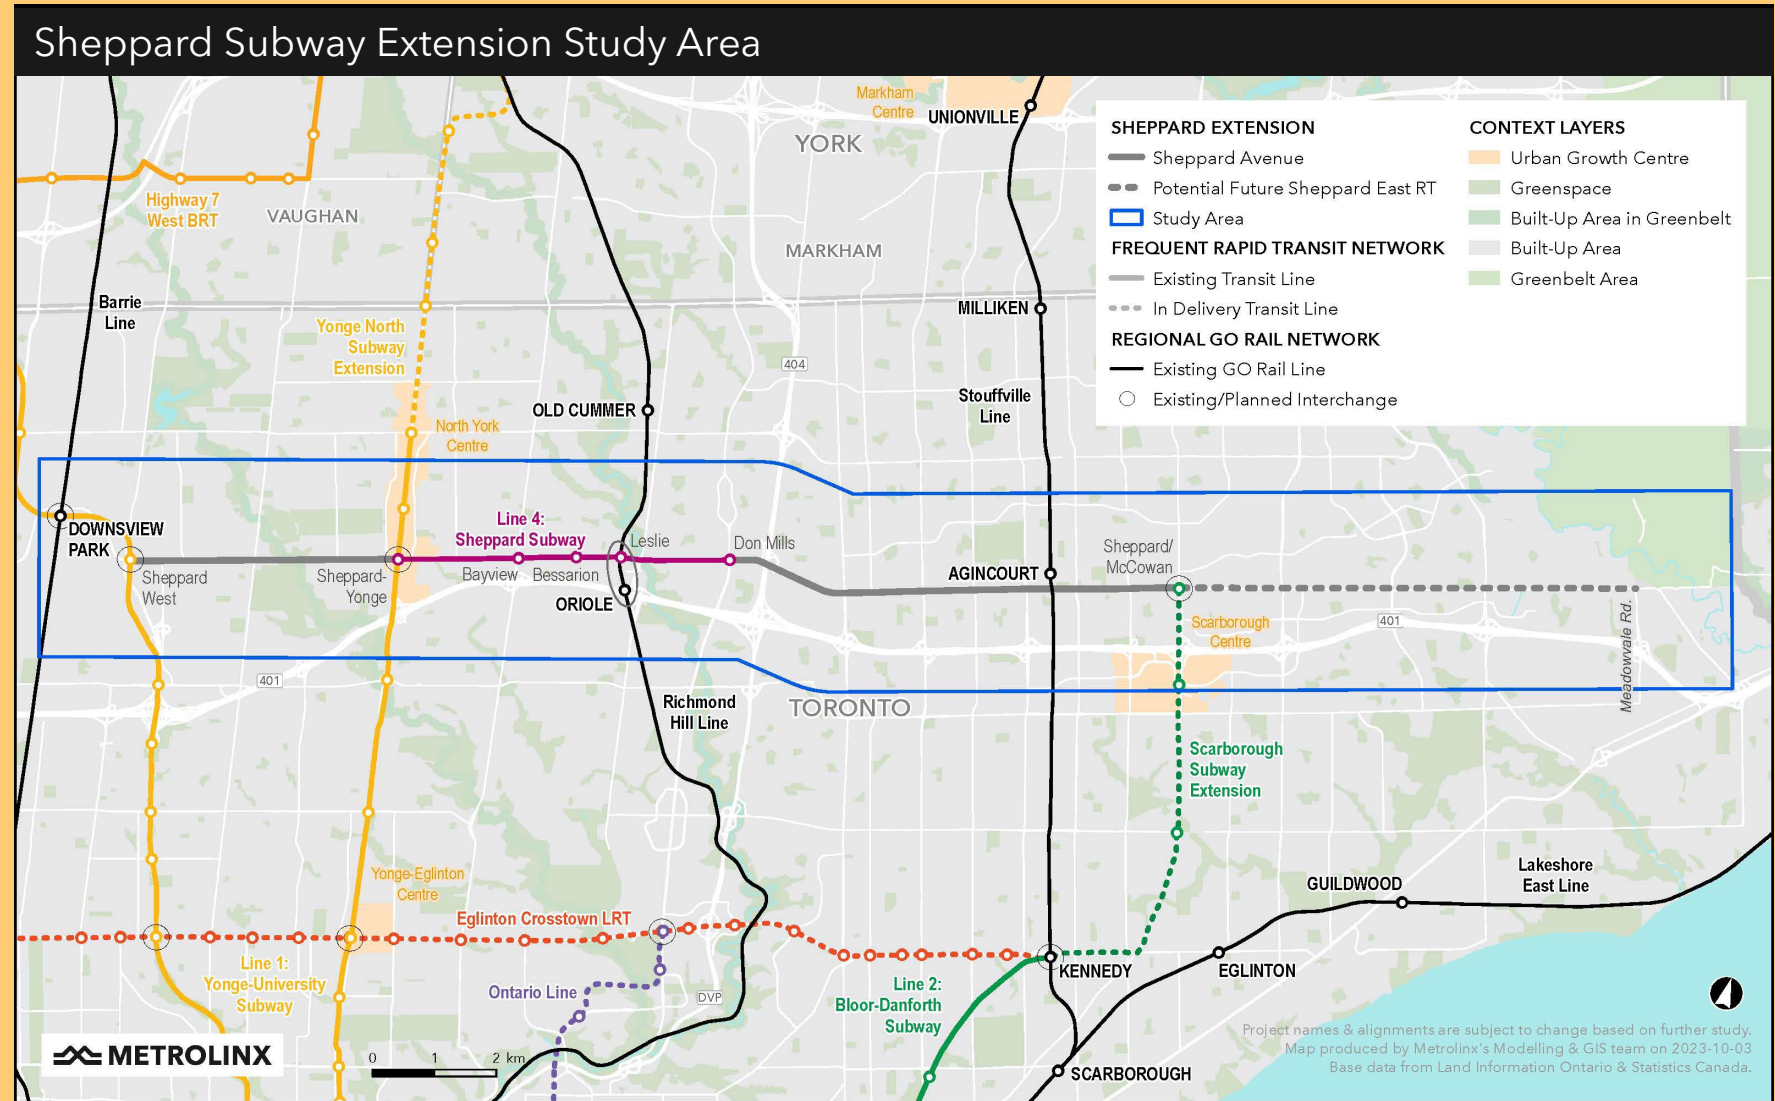 Sheppard Subway Extension Study Area
Markham
Centre
UNIONVILLE
YORK
Highway 7
West BRT
VAUGHAN
MARKHAM
Barrie
Line
MILLIKEN
Yonge North
Subway
Extension
404
Stouffville
Line
OLD CUMMER
North York
Centre
SHEPPARD EXTENSION
Sheppard Avenue
Potential Future Sheppard East RT
Study Area
FREQUENT RAPID TRANSIT NETWORK
Existing Transit Line
In Delivery Transit Line
REGIONAL GO RAIL NETWORK
Existing GO Rail Line
Existing/Planned Interchange
CONTEXT LAYERS
Urban Growth Centre
Greenspace
Built-Up Area in Greenbelt
Built-Up Area
Greenbelt Area
DOWNSVIEW
PARK
Sheppard
West
Sheppard-
Yonge
Line 4:
Sheppard Subway
Bayview
Bessarion
Leslie
ORIOLE
Don Mills
AGINCOURT
Sheppard/
McCowan
Scarborough
Centre
401
Meadowvale Rd.
401
Richmond
Hill Line
TORONTO
Scarborough
Subway
Extension
Yonge-Eglinton
Centre
Eglinton Crosstown LRT
Line 1:
Yonge-University
Subway
Ontario Line
DVP
Line 2:
Bloor-Danforth
Subway
KENNEDY
EGLINTON
GUILDWOOD
Lakeshore
East Line
SCARBOROUGH
METROLINX
0 1 2 km
Project names & alignments are subject to change based on further study.
Map produced by Metrolinx's Modelling & GIS team on 2023-10-03
Base data from Land Information Ontario & Statistics Canada.